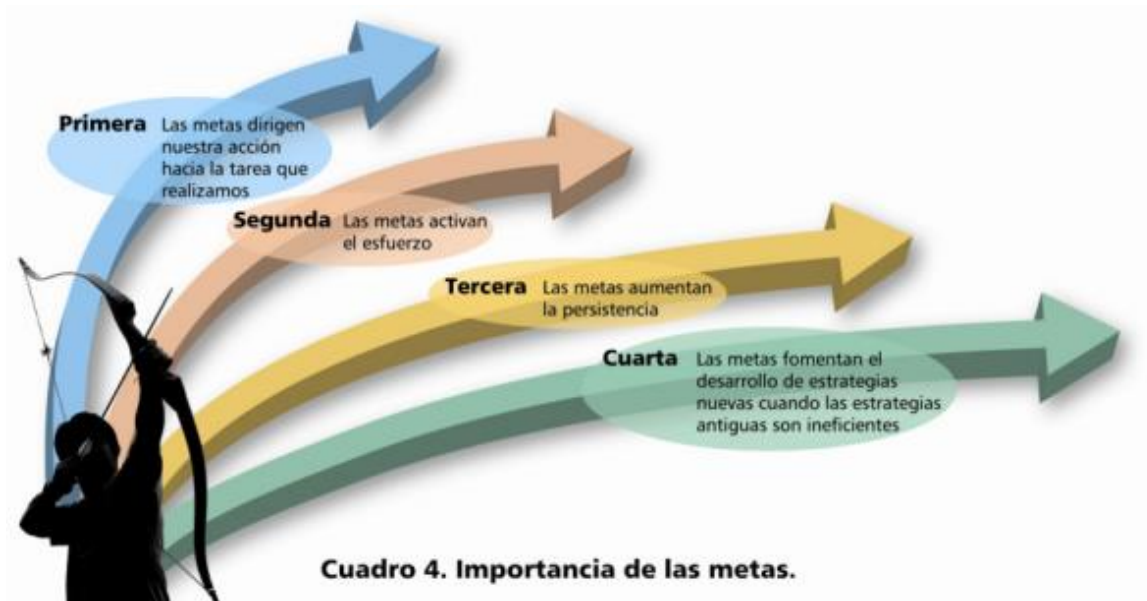 Primera Las metas dirigen
nuestra acción
hacia la tarea que
realizamos
Segunda Las metas activan
el esfuerzo
Tercera Las metas aumentan
la persistencia
Cuarta Las metas fomentan el
desarrollo de estrategias
nuevas cuando las estrategias
antiguas son ineficientes
Cuadro 4. Importancia de las metas.